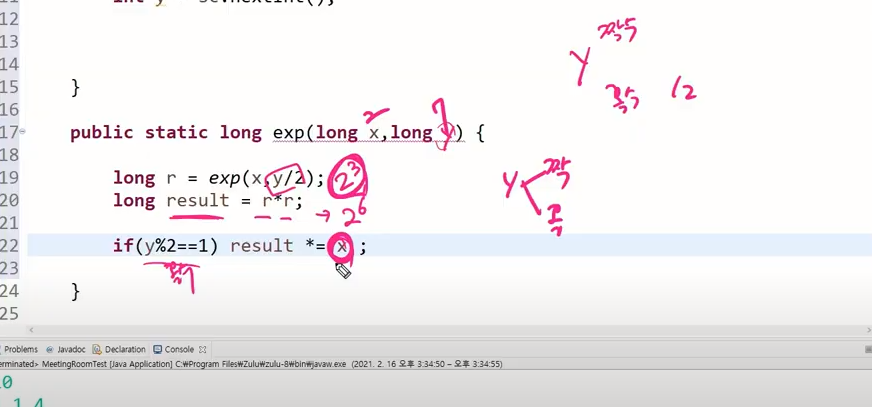 12
13
14
15 }
16
17 public static long exp(long x,long y) {
18
19 long r = exp(x,y/2); 2³
20 long result = r*r; → 2⁶
21
22 if(y%2==1) result *= x ;
23
24 }
25
2
7
Y 짝수
홀수 /2
Y 짝수
홀수
Problems Javadoc Declaration Console
erminated> MeetingRoomTest [Java Application] C:₩Program Files₩Zulu₩zulu-8₩bin₩javaw.exe (2021. 2. 16 오후 3:34:50 – 오후 3:34:55)